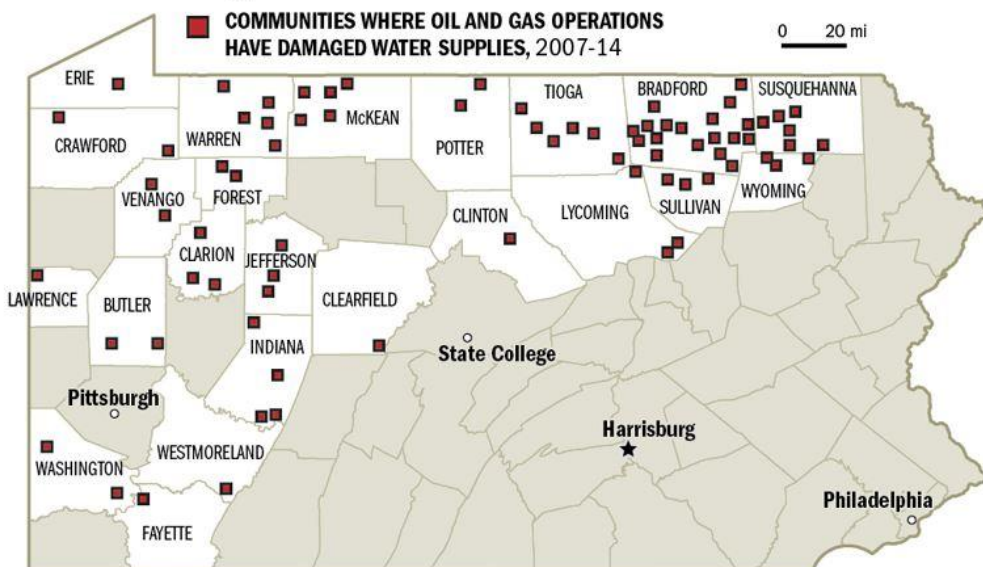 COMMUNITIES WHERE OIL AND GAS OPERATIONS
HAVE DAMAGED WATER SUPPLIES, 2007-14
0 20 mi
ERIE
CRAWFORD
WARREN
McKEAN
POTTER
TIOGA
BRADFORD
SUSQUEHANNA
VENANGO
FOREST
CLINTON
LYCOMING
SULLIVAN
WYOMING
CLARION
JEFFERSON
LAWRENCE
BUTLER
CLEARFIELD
INDIANA
State College
Pittsburgh
Harrisburg
WASHINGTON
WESTMORELAND
Philadelphia
FAYETTE